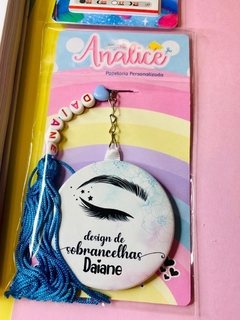 Analice
Papelaria Personalizada
DAIANE
design de
sobrancelhas
Daiane